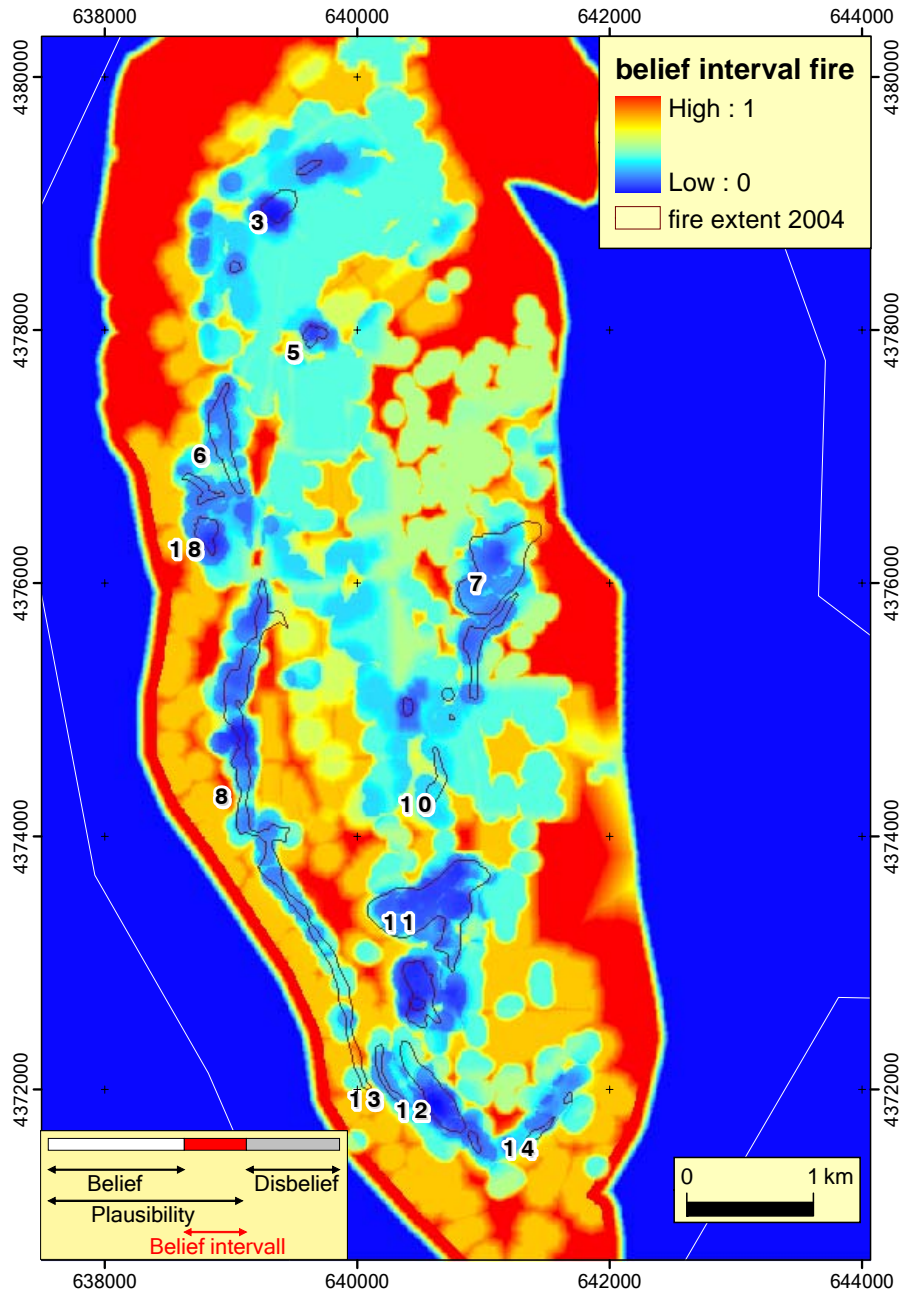 638000 640000 642000 644000
belief interval fire
High : 1
Low : 0
fire extent 2004
4380000 4380000
3
4378000 4378000
5
6
18
7
4376000 4376000
8
10
4374000 4374000
11
4372000 4372000
13
12
14
Belief Disbelief
Plausibility
Belief intervall
0 1 km
638000 640000 642000 644000